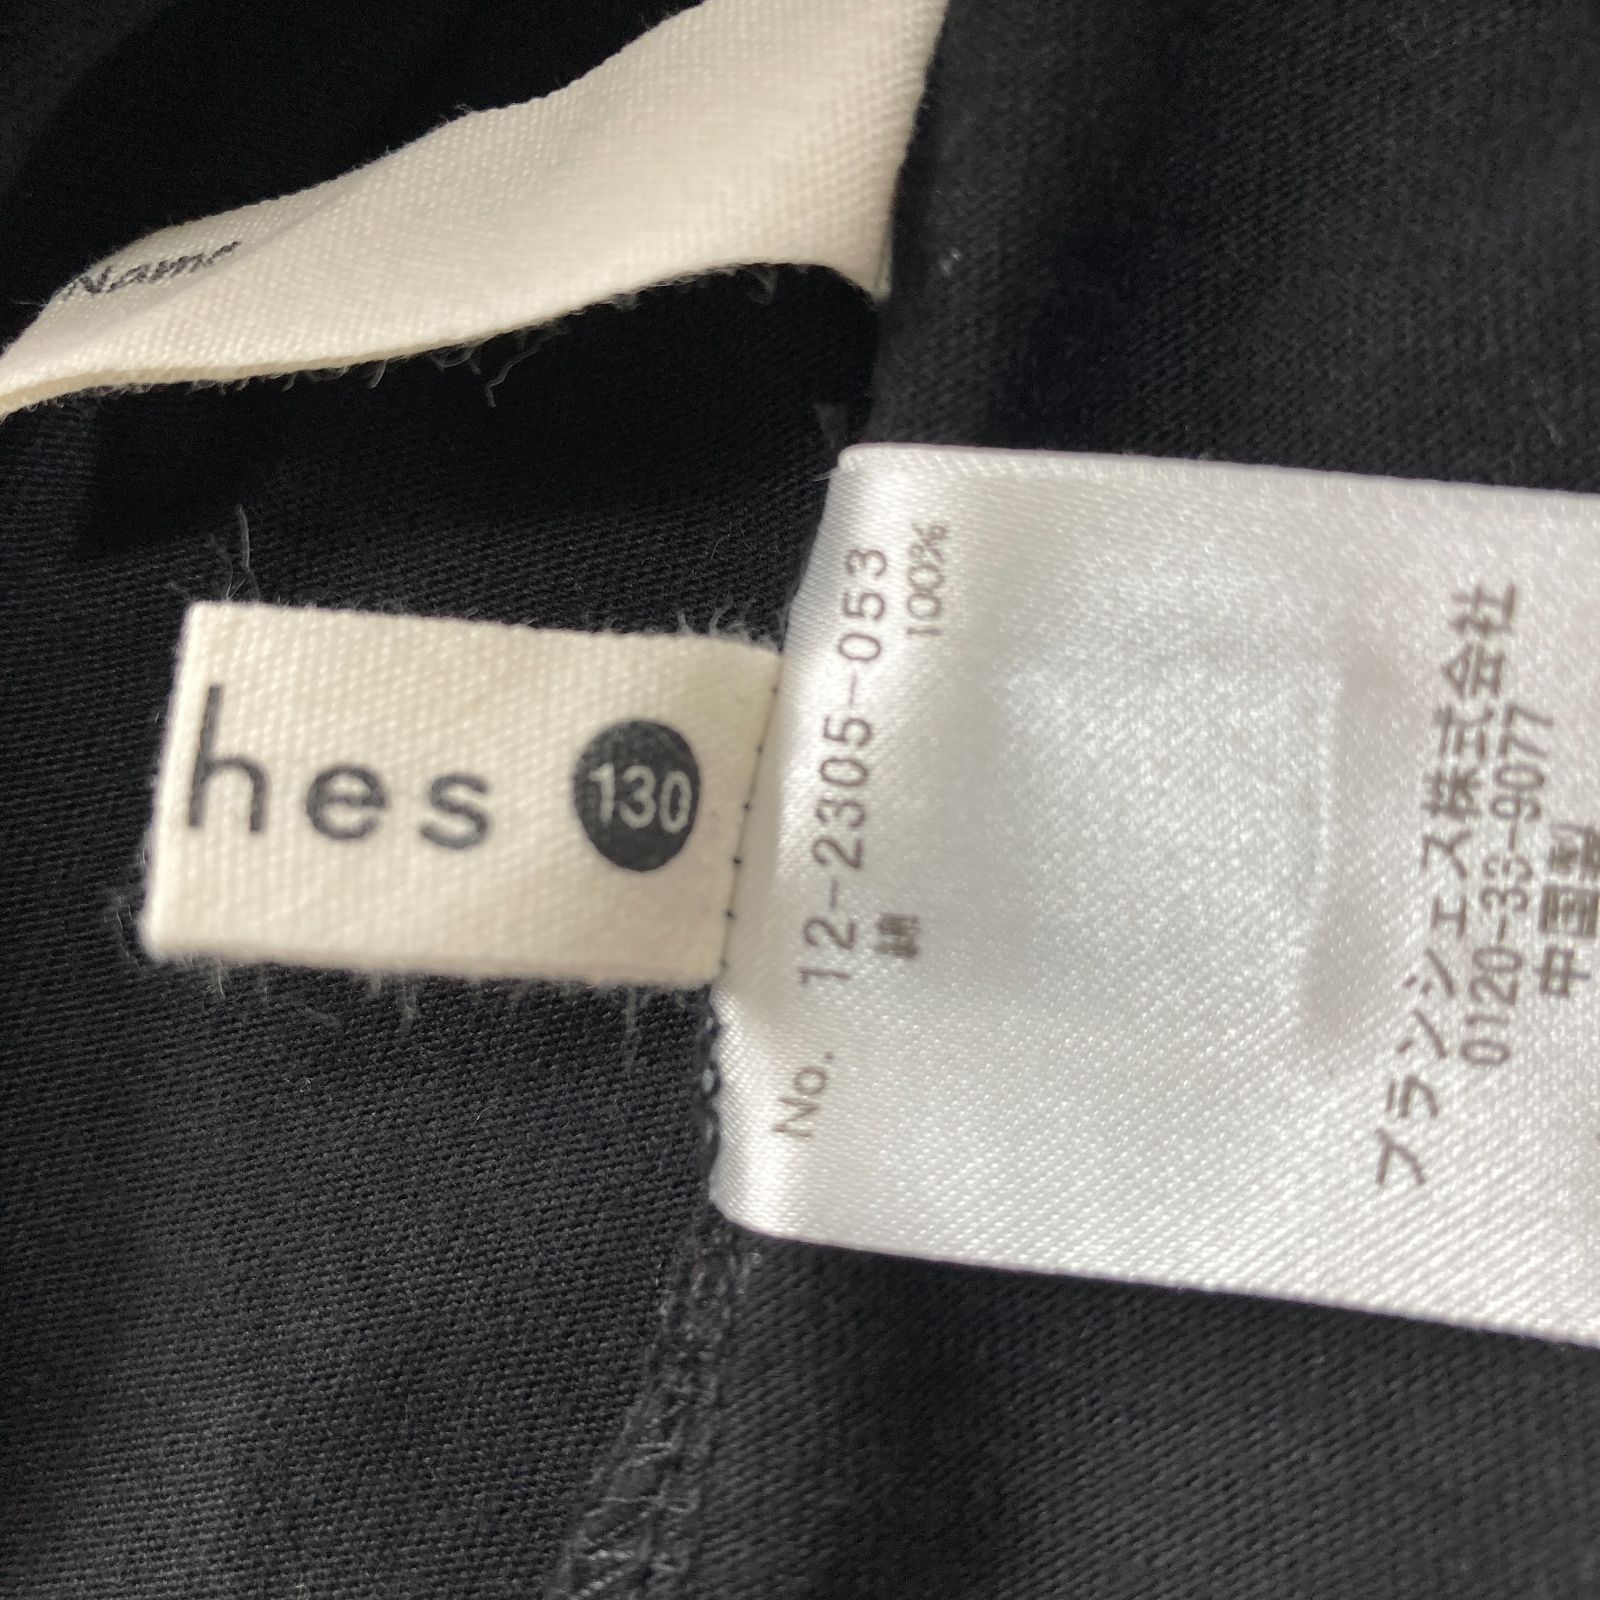 Name
hes 130
No. 12-2305-053
綿 100%
ブランシェス株式会社
0120-33-9077
中国製